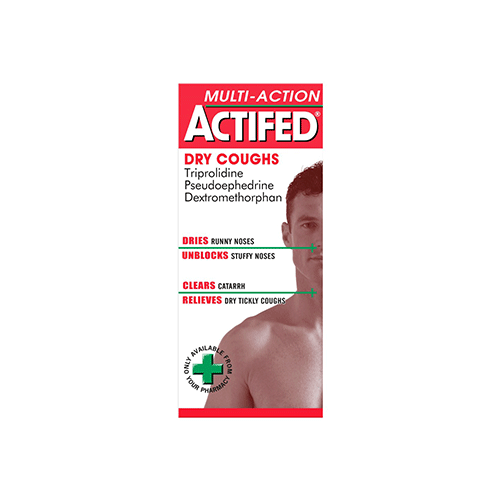 MULTI-ACTION
ACTIFED®
DRY COUGHS
Triprolidine
Pseudoephedrine
Dextromethorphan
DRIES RUNNY NOSES
UNBLOCKS STUFFY NOSES
CLEARS CATARRH
RELIEVES DRY TICKLY COUGHS
ONLY AVAILABLE FROM
YOUR PHARMACY